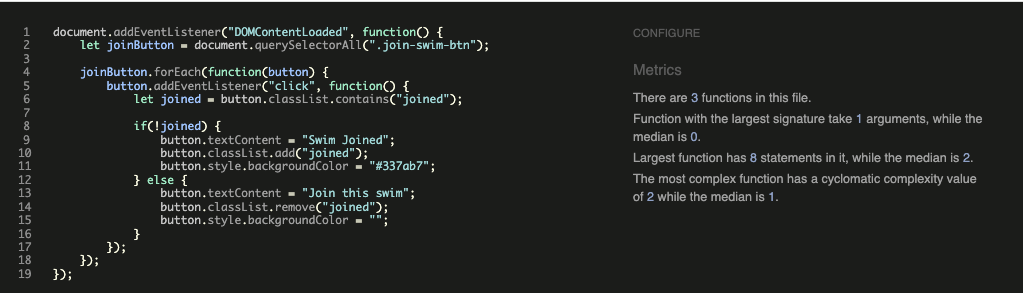 1 document.addEventListener("DOMContentLoaded", function() {
2     let joinButton = document.querySelectorAll(".join-swim-btn");
3
4     joinButton.forEach(function(button) {
5         button.addEventListener("click", function() {
6             let joined = button.classList.contains("joined");
7
8             if(!joined) {
9                 button.textContent = "Swim Joined";
10                 button.classList.add("joined");
11                 button.style.backgroundColor = "#337ab7";
12             } else {
13                 button.textContent = "Join this swim";
14                 button.classList.remove("joined");
15                 button.style.backgroundColor = "";
16             }
17         });
18     });
19 });
CONFIGURE
Metrics
There are 3 functions in this file.
Function with the largest signature take 1 arguments, while the
median is 0.
Largest function has 8 statements in it, while the median is 2.
The most complex function has a cyclomatic complexity value
of 2 while the median is 1.